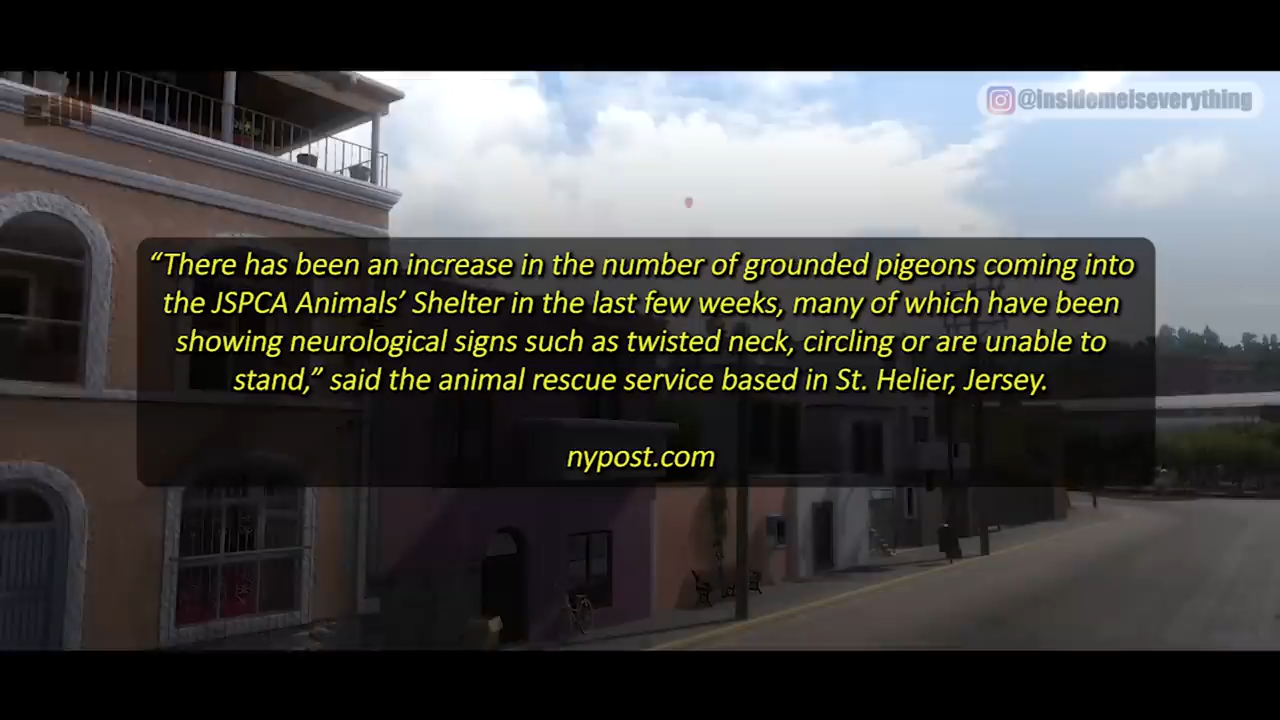 @insidemeiseverything
“There has been an increase in the number of grounded pigeons coming into
the JSPCA Animals’ Shelter in the last few weeks, many of which have been
showing neurological signs such as twisted neck, circling or are unable to
stand,” said the animal rescue service based in St. Helier, Jersey.
nypost.com